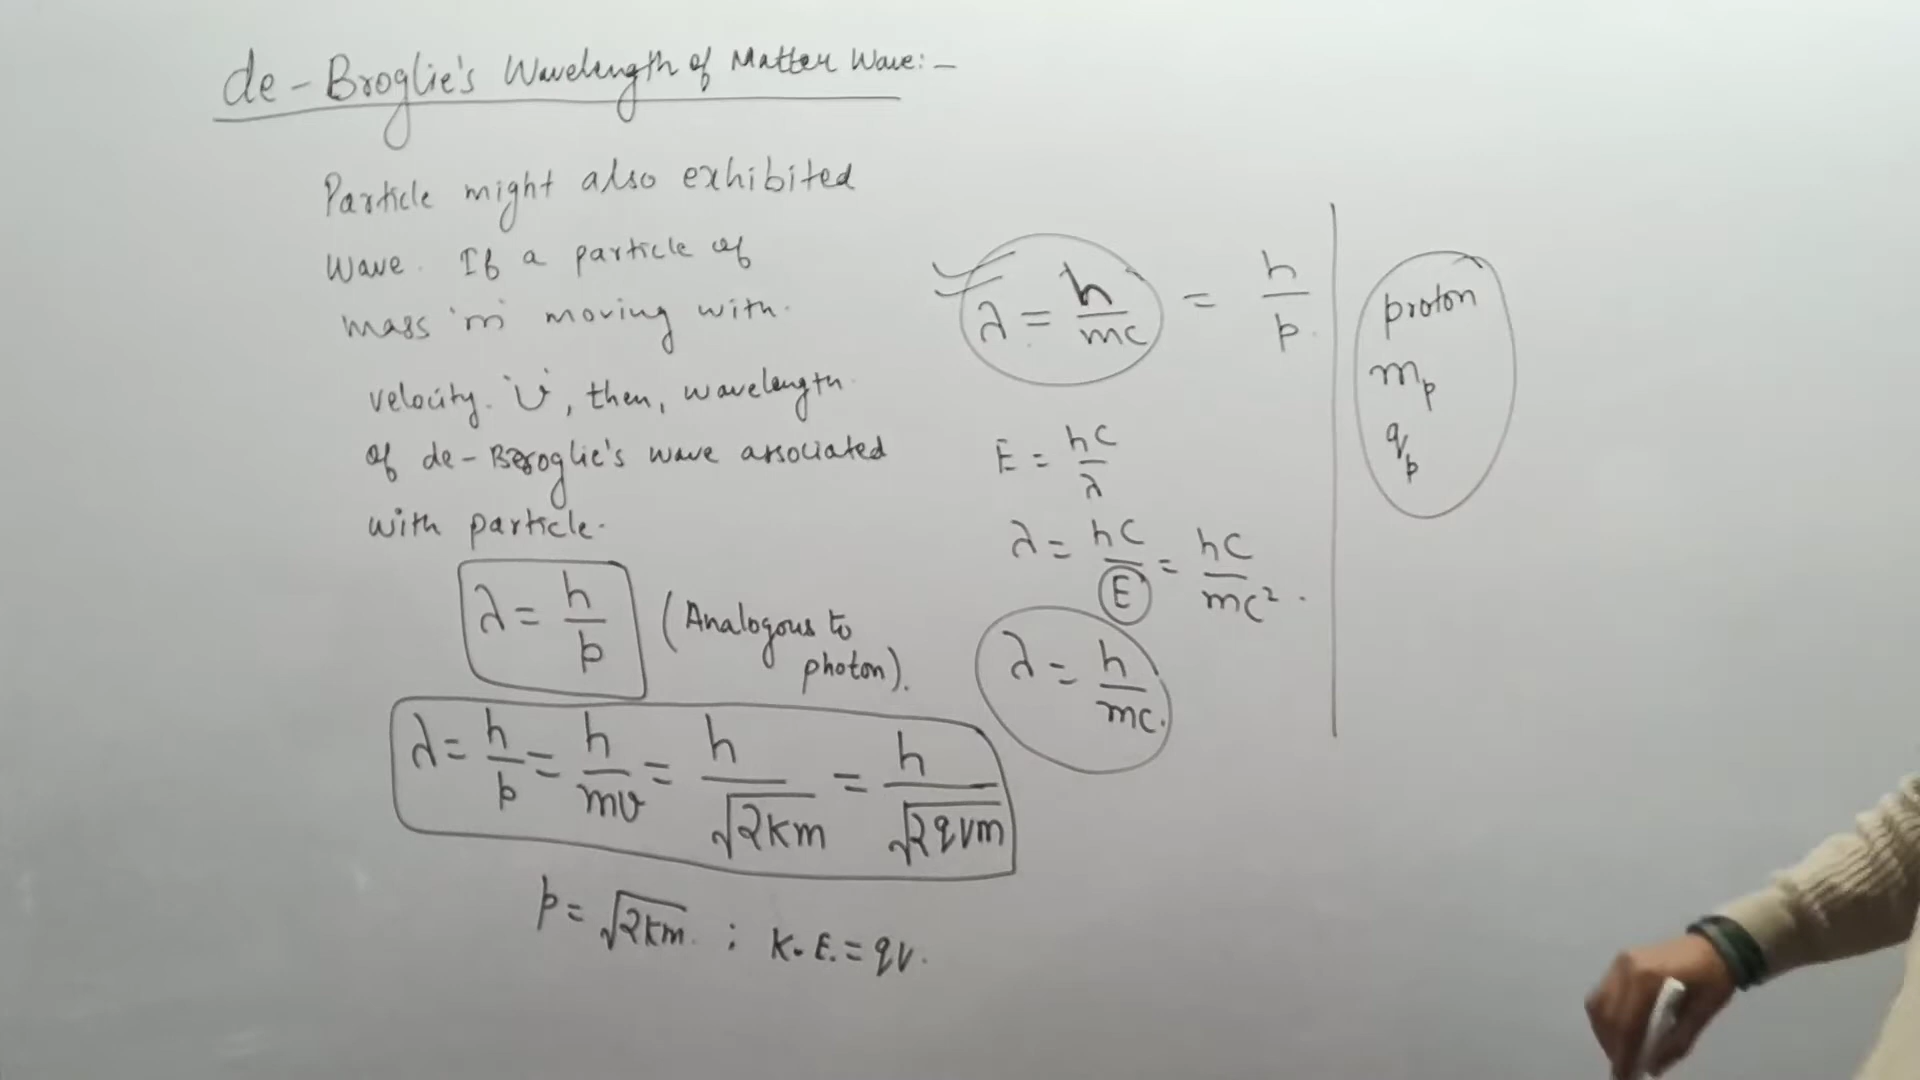 de-Broglie's Wavelength of Matter Wave:-
Particle might also exhibited
wave. If a particle of
mass 'm' moving with.
velocity. 'v', then, wavelength
of de-Broglie's wave associated
with particle.
λ = h/p (Analogous to
photon).
λ = h/p = h/mv = h/√2km = h/√2qvm
p = √2km. ; K.E. = qv.
λ = h/mc = h/p.
E = hc/λ
λ = hc/E = hc/mc².
λ = h/mc.
proton
mp
qp